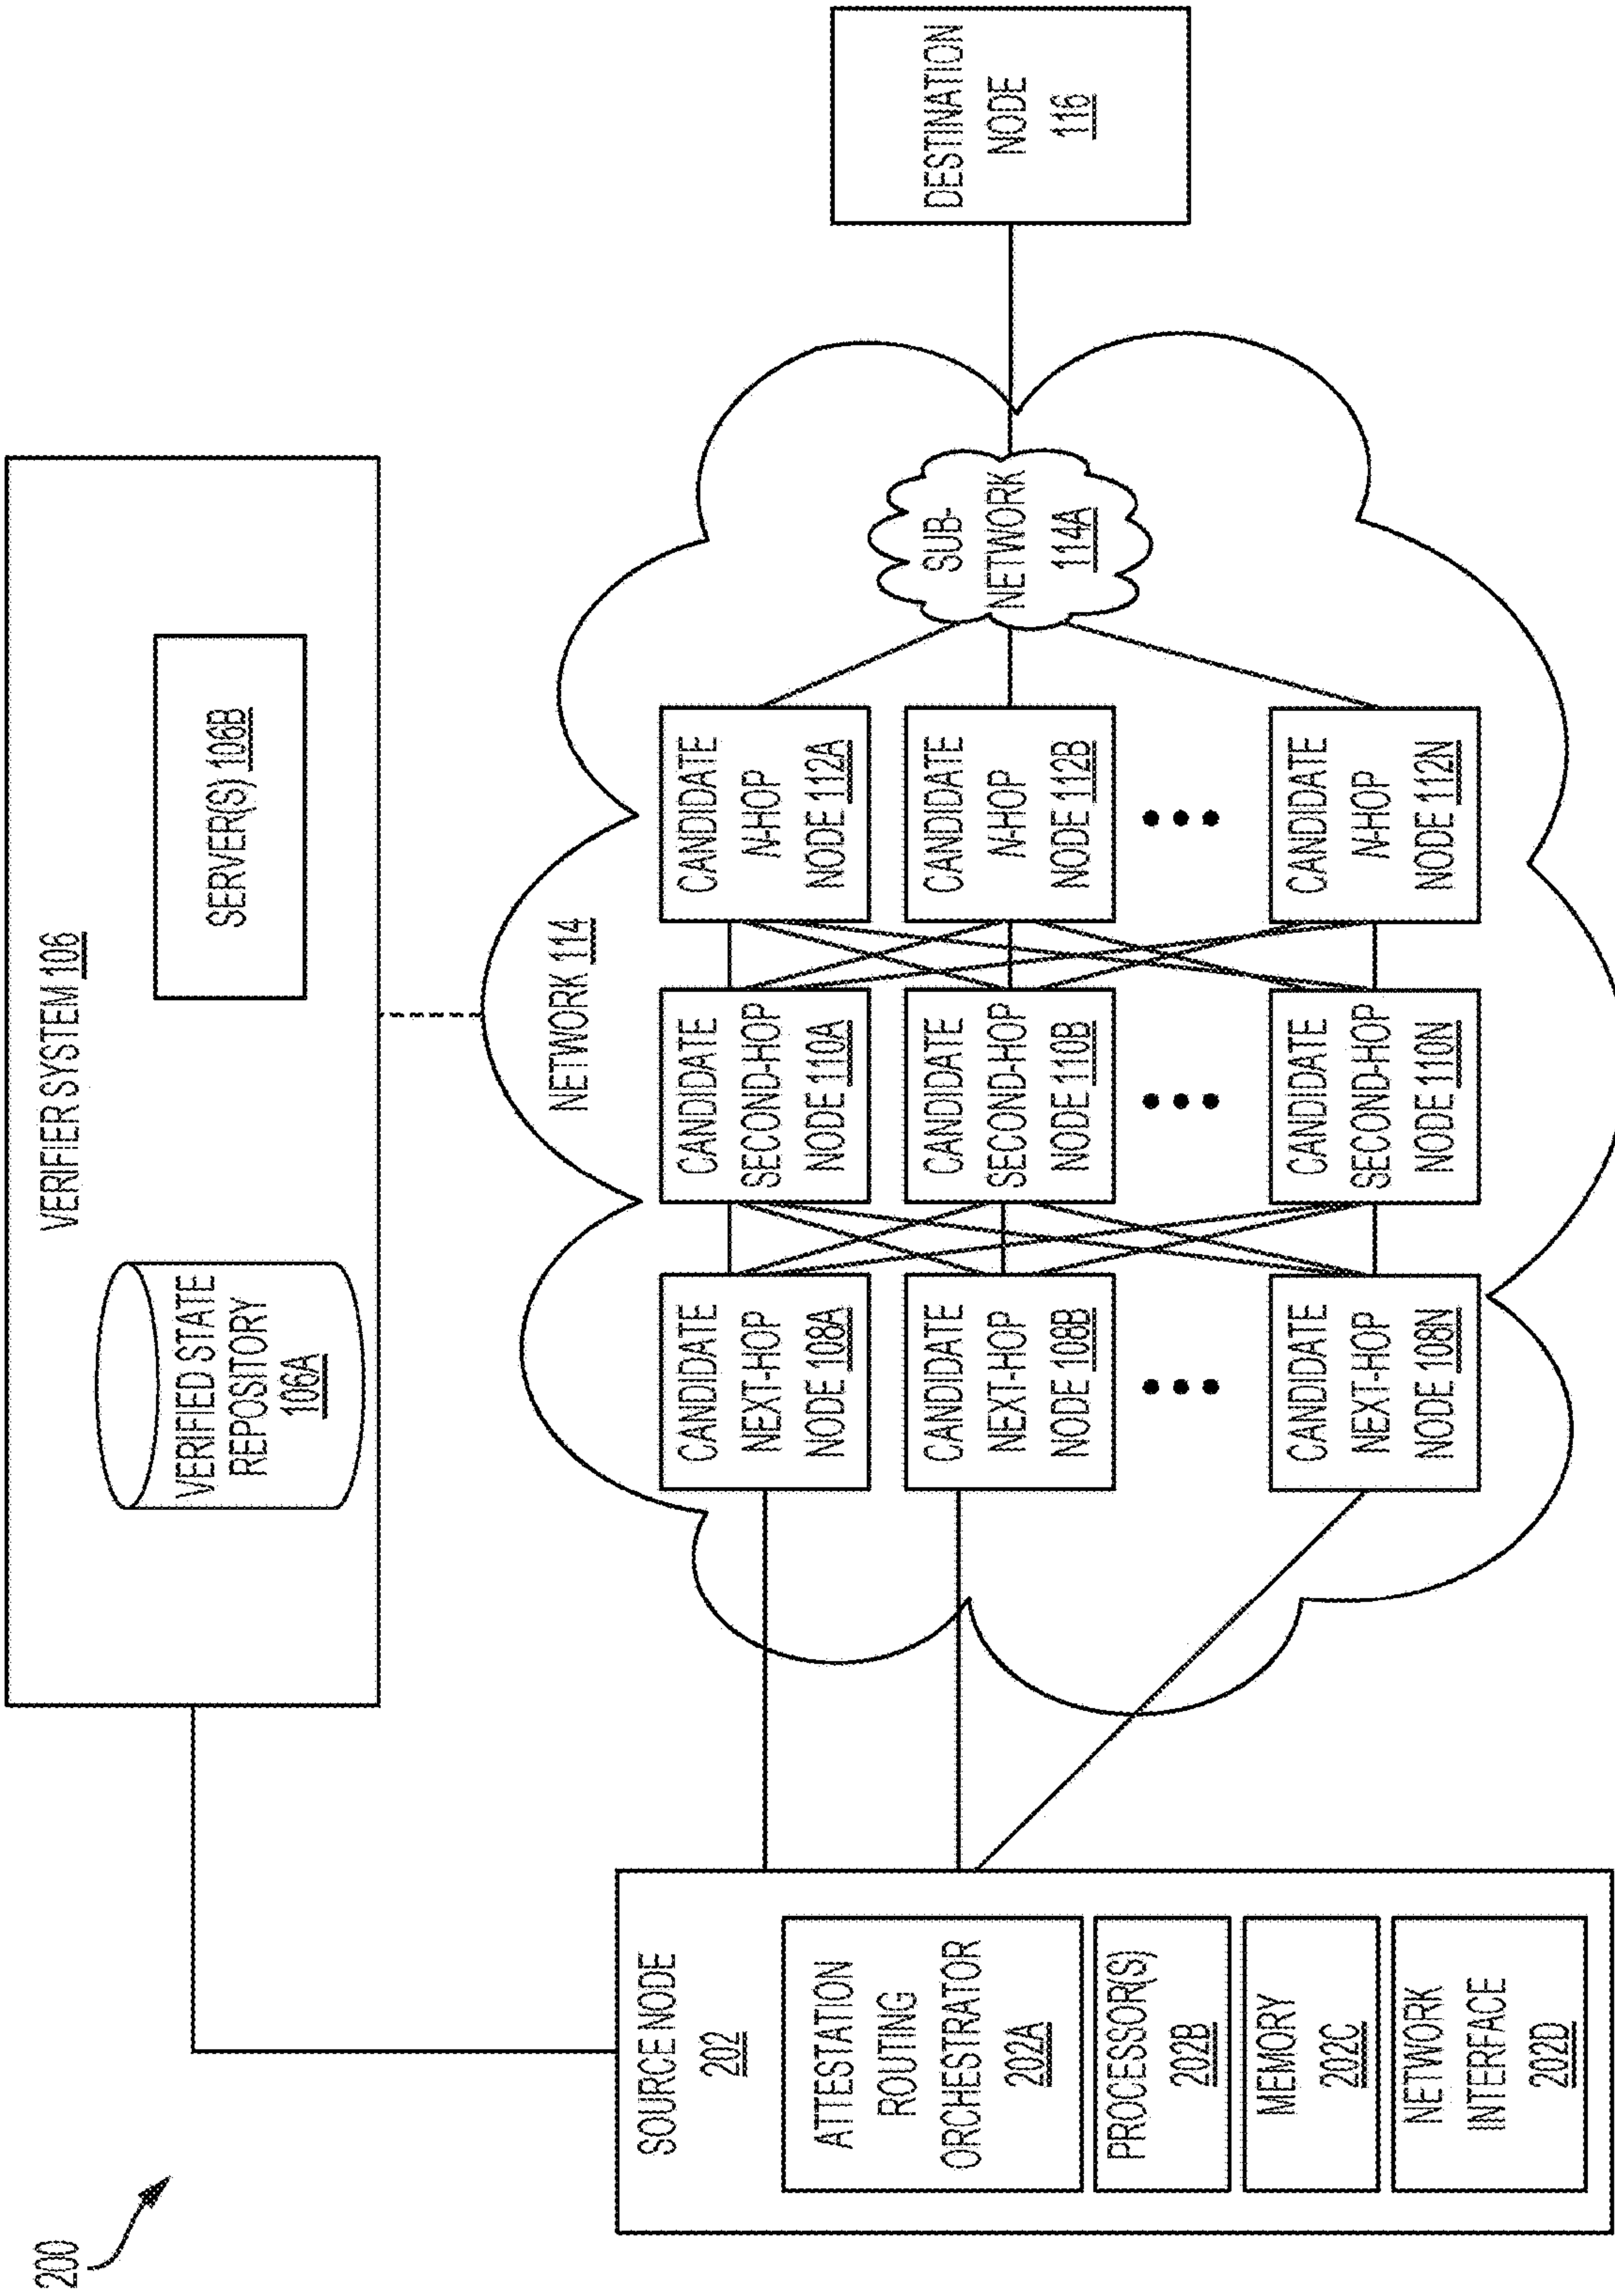 200
VERIFIER SYSTEM 106
VERIFIED STATE
REPOSITORY
106A
SERVER(S) 106B
SOURCE NODE
202
ATTESTATION
ROUTING
ORCHESTRATOR
202A
PROCESSOR(S)
202B
MEMORY
202C
NETWORK
INTERFACE
202D
NETWORK 114
CANDIDATE
NEXT-HOP
NODE 108A
CANDIDATE
SECOND-HOP
NODE 110A
CANDIDATE
N-HOP
NODE 112A
CANDIDATE
NEXT-HOP
NODE 108B
CANDIDATE
SECOND-HOP
NODE 110B
CANDIDATE
N-HOP
NODE 112B
CANDIDATE
NEXT-HOP
NODE 108N
CANDIDATE
SECOND-HOP
NODE 110N
CANDIDATE
N-HOP
NODE 112N
SUB-
NETWORK
114A
DESTINATION
NODE
116